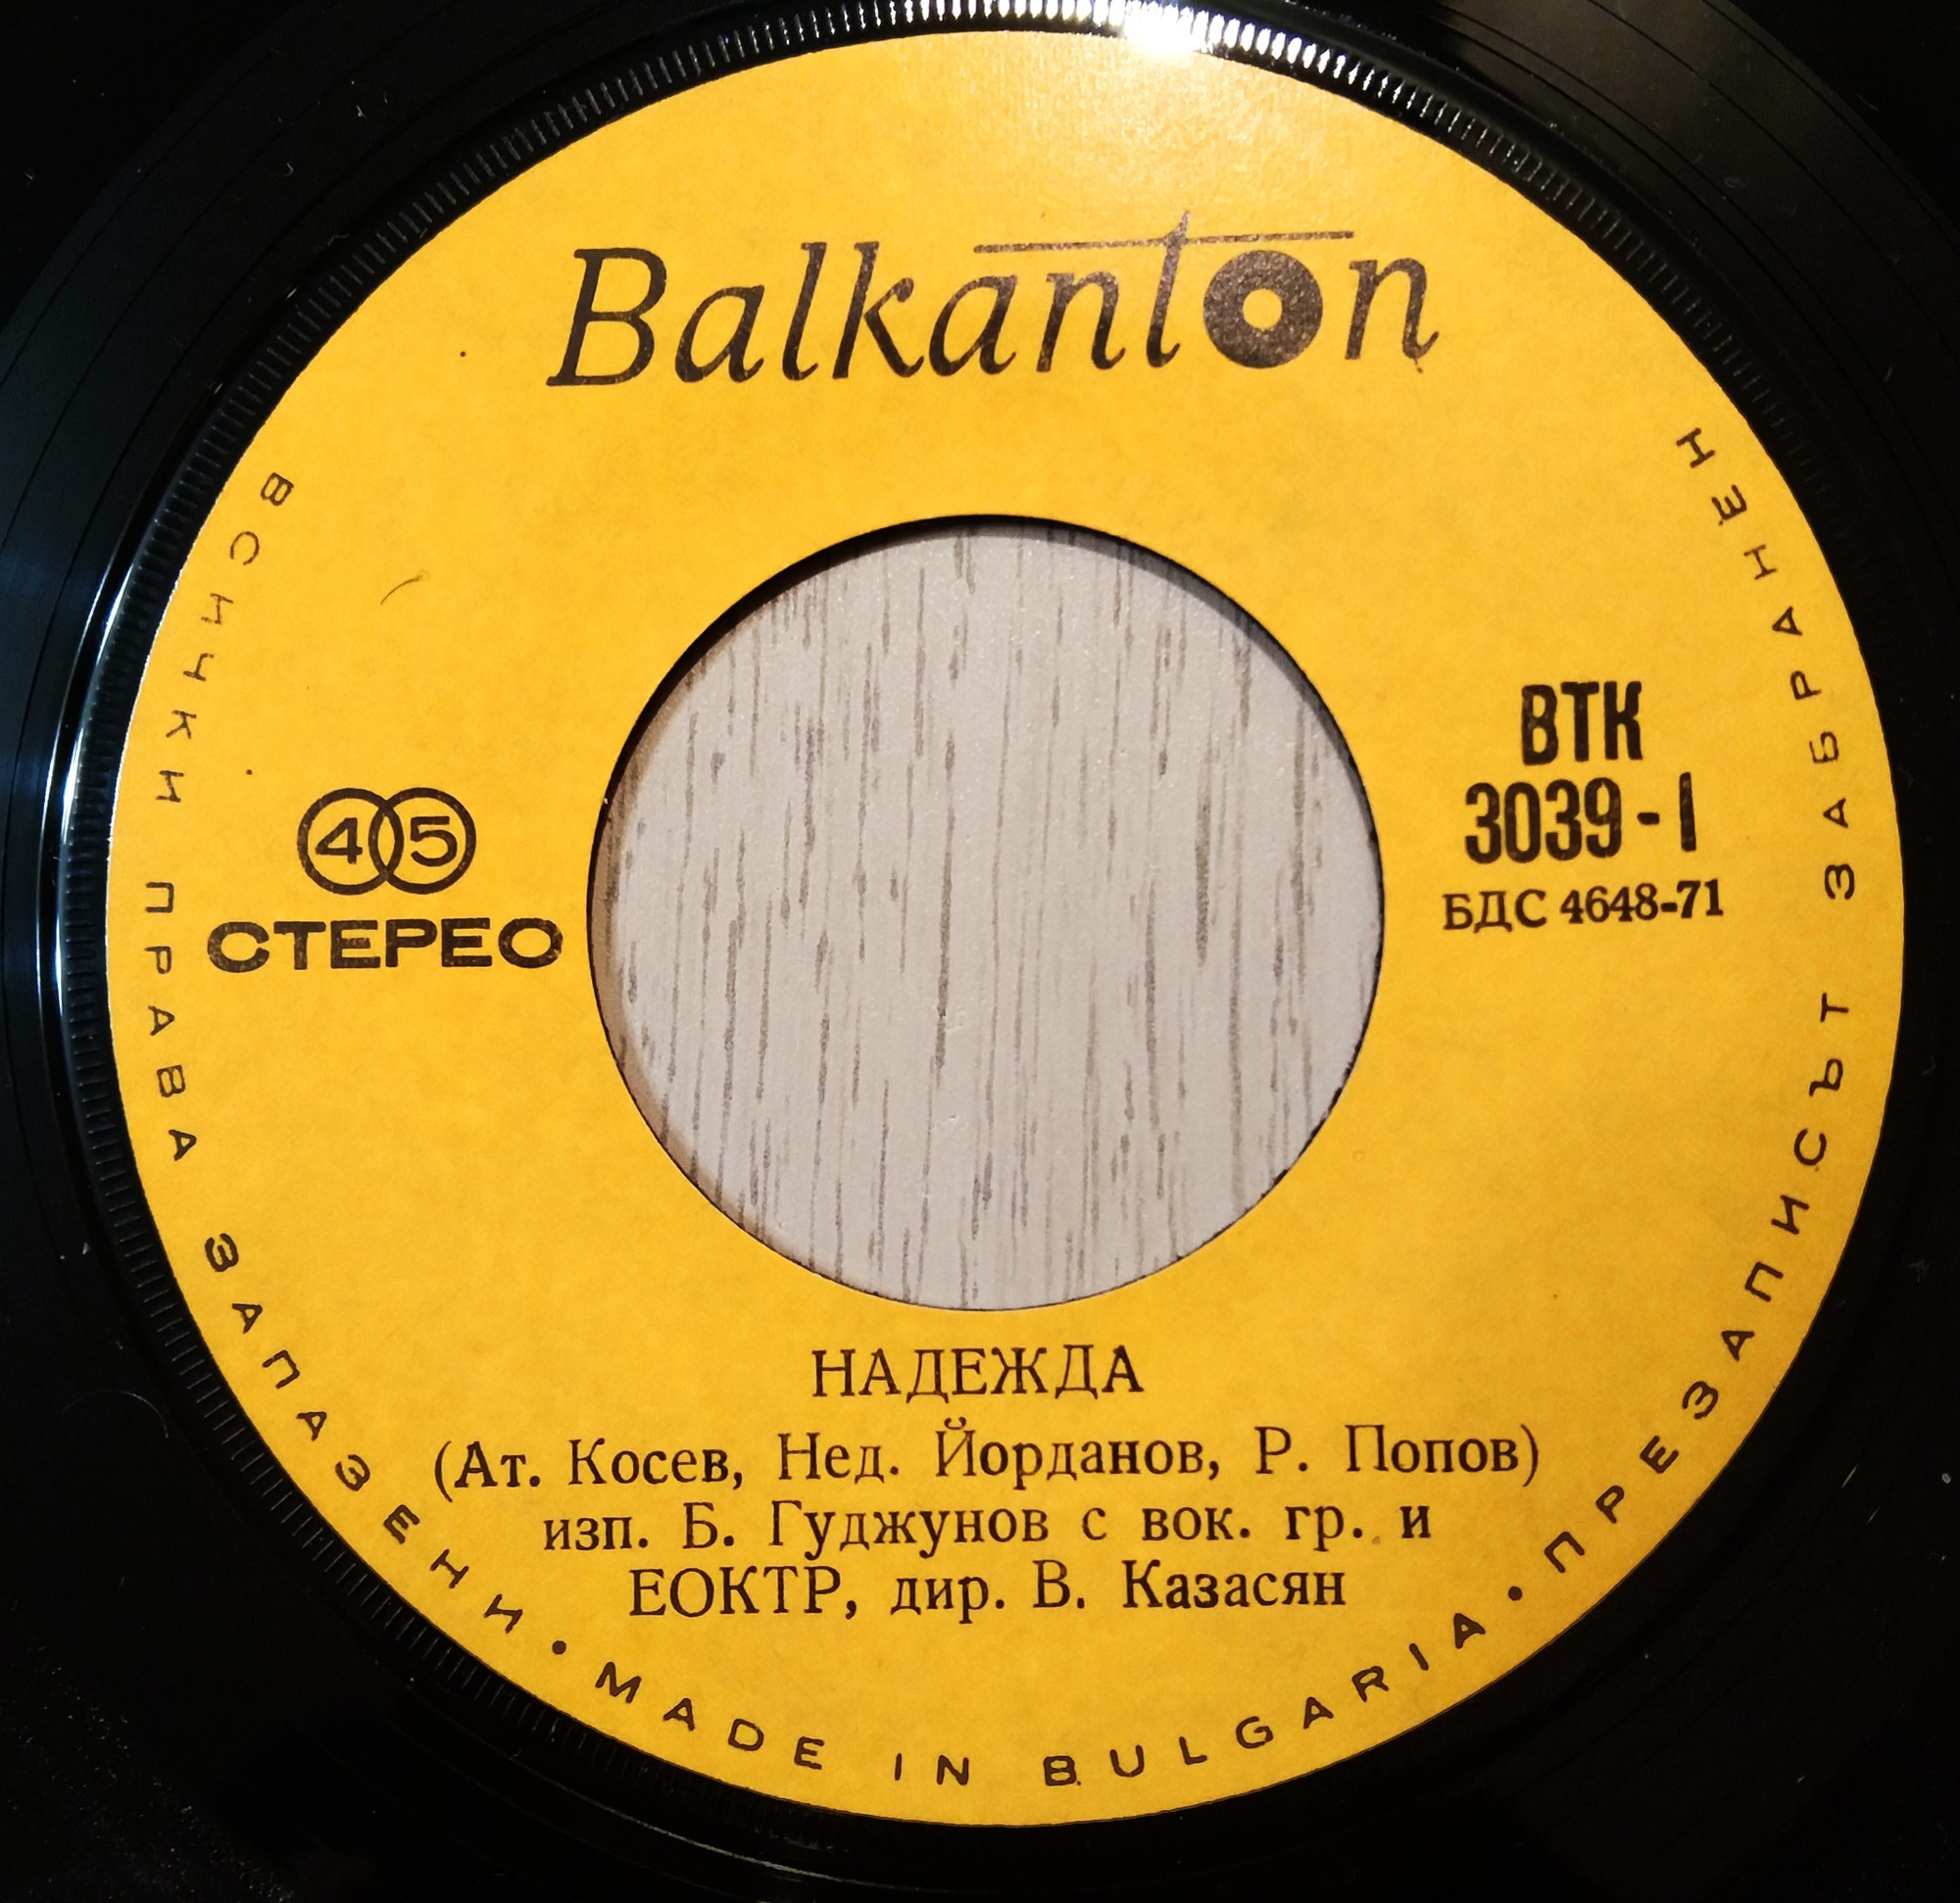 Balkanton
45
СТЕРЕО
ВТК
3039-I
БДС 4648-71
НАДЕЖДА
(Ат. Косев, Нед. Йорданов, Р. Попов)
изп. Б. Гуджунов с вок. гр. и
ЕОКТР, дир. В. Казасян
ВСИЧКИ ПРАВА ЗАПАЗЕНИ • MADE IN BULGARIA • ПРЕЗАПИСЪТ ЗАБРАНЕН